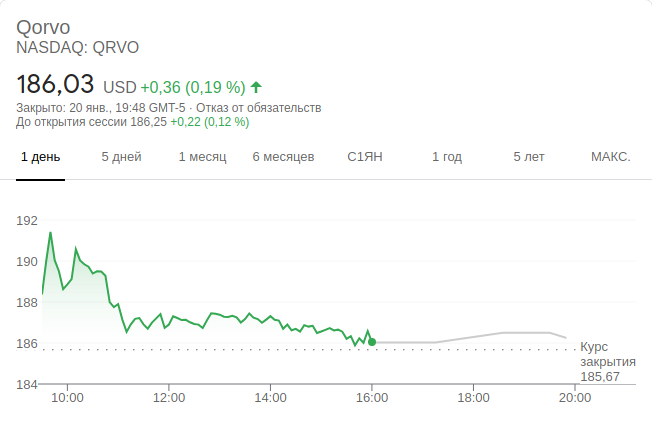 Qorvo
NASDAQ: QRVO
186,03 USD +0,36 (0,19 %)
Закрыто: 20 янв., 19:48 GMT-5 · Отказ от обязательств
До открытия сессии 186,25 +0,22 (0,12 %)
1 день 5 дней 1 месяц 6 месяцев С1ЯН 1 год 5 лет МАКС.
192
190
188
186
Курс
закрытия
185,67
184
10:00 12:00 14:00 16:00 18:00 20:00